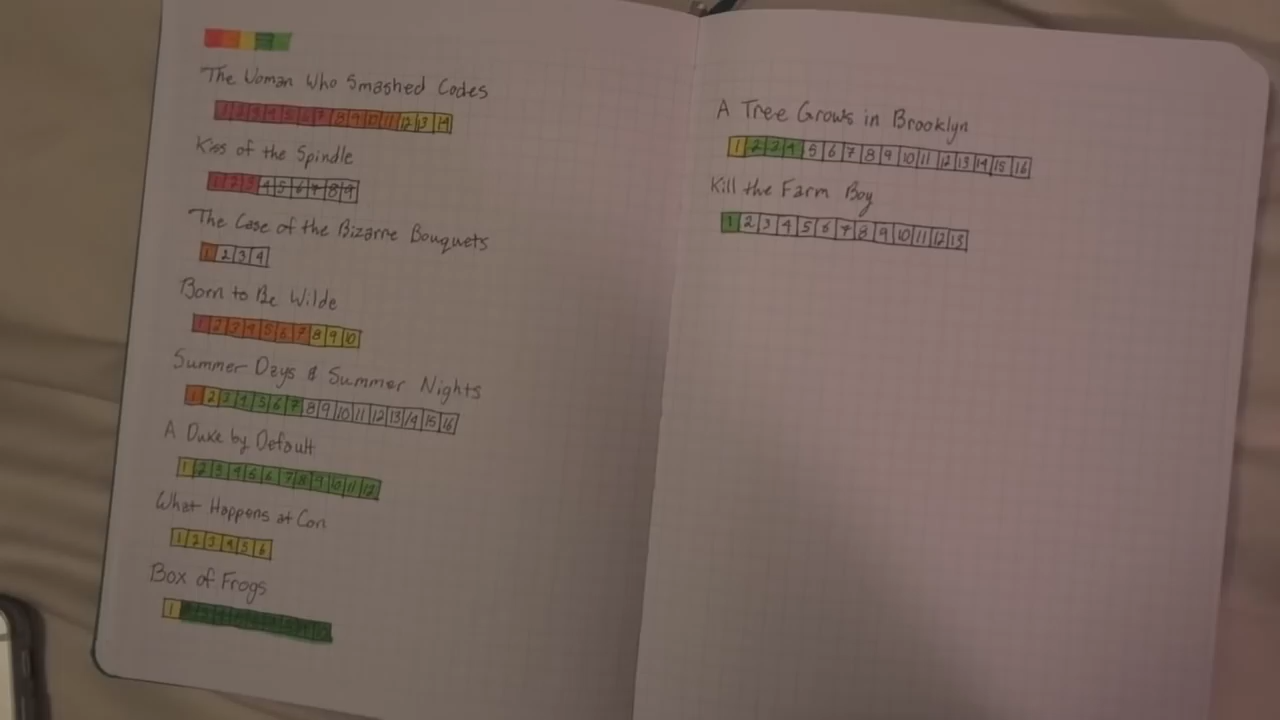 The Woman Who Smashed Codes
1 2 3 4 5 6 7 8 9 10 11 12 13 14
Kiss of the Spindle
1 2 3 4 5 6 7 8 9
The Case of the Bizarre Bouquets
1 2 3 4
Born to Be Wilde
1 2 3 4 5 6 7 8 9 10
Summer Days & Summer Nights
1 2 3 4 5 6 7 8 9 10 11 12 13 14 15 16
A Duke by Default
1 2 3 4 5 6 7 8 9 10 11 12
What Happens at Con
1 2 3 4 5 6
Box of Frogs
1
A Tree Grows in Brooklyn
1 2 3 4 5 6 7 8 9 10 11 12 13 14 15 16
Kill the Farm Boy
1 2 3 4 5 6 7 8 9 10 11 12 13